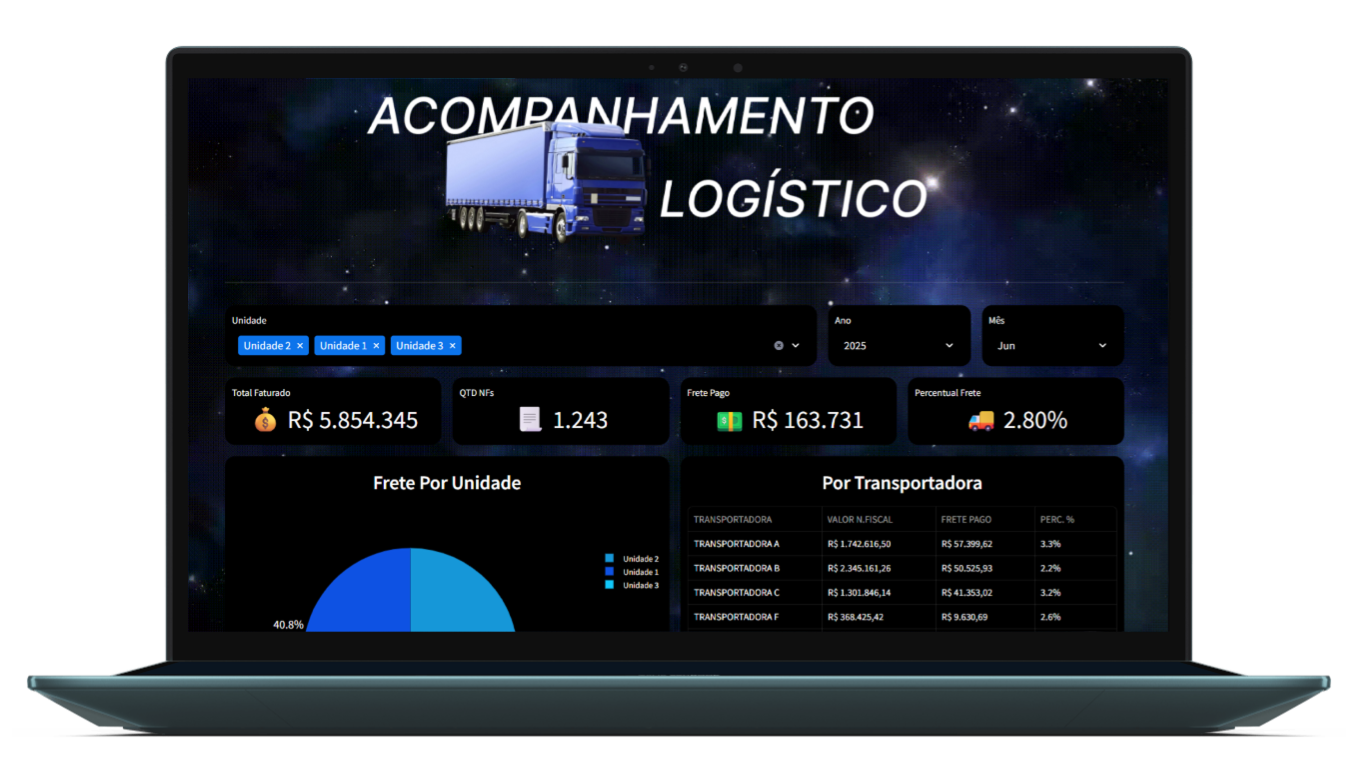 ACOMPANHAMENTO
LOGÍSTICO
Unidade
Unidade 2 × Unidade 1 × Unidade 3 ×
Ano
2025
Mês
Jun
Total Faturado
R$ 5.854.345
QTD NFs
1.243
Frete Pago
R$ 163.731
Percentual Frete
2.80%
Frete Por Unidade
Unidade 2
Unidade 1
Unidade 3
40.8%
Por Transportadora
TRANSPORTADORA VALOR N.FISCAL FRETE PAGO PERC. %
TRANSPORTADORA A R$ 1.742.616,50 R$ 57.399,62 3.3%
TRANSPORTADORA B R$ 2.345.161,26 R$ 50.525,93 2.2%
TRANSPORTADORA C R$ 1.301.846,14 R$ 41.353,02 3.2%
TRANSPORTADORA F R$ 368.425,42 R$ 9.630,69 2.6%